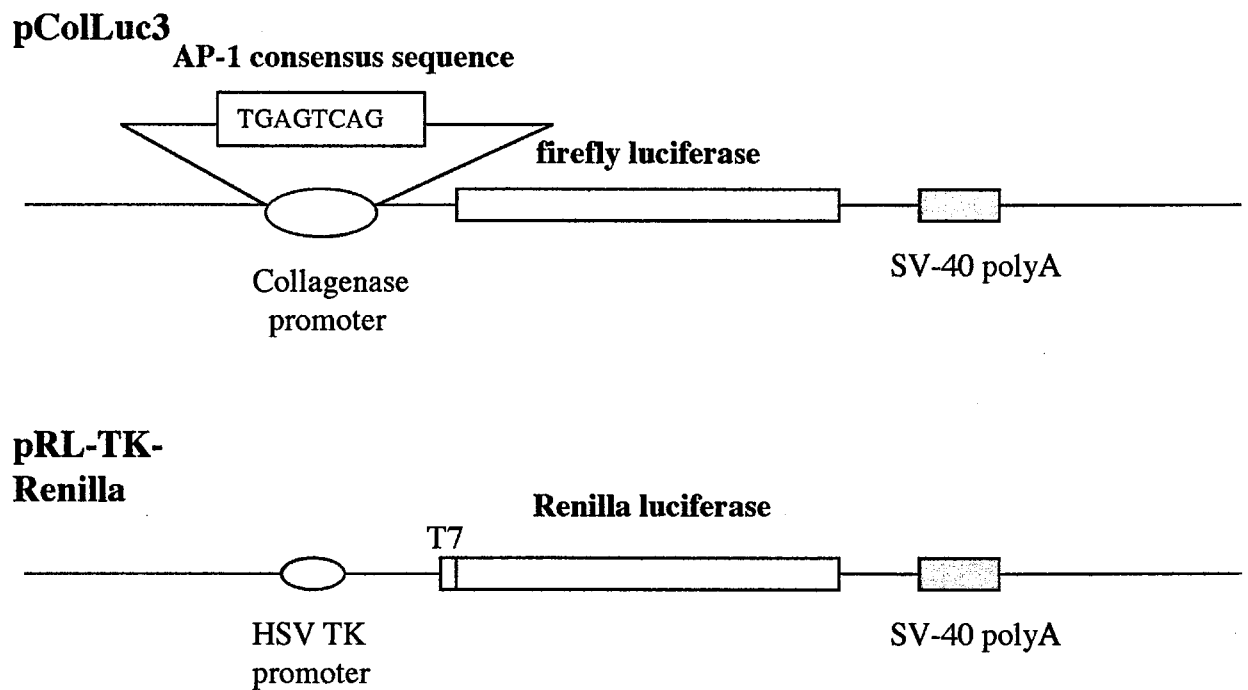 pColLuc3
AP-1 consensus sequence
TGAGTCAG
firefly luciferase
Collagenase
promoter
SV-40 polyA
pRL-TK-
Renilla
Renilla luciferase
T7
HSV TK
promoter
SV-40 polyA